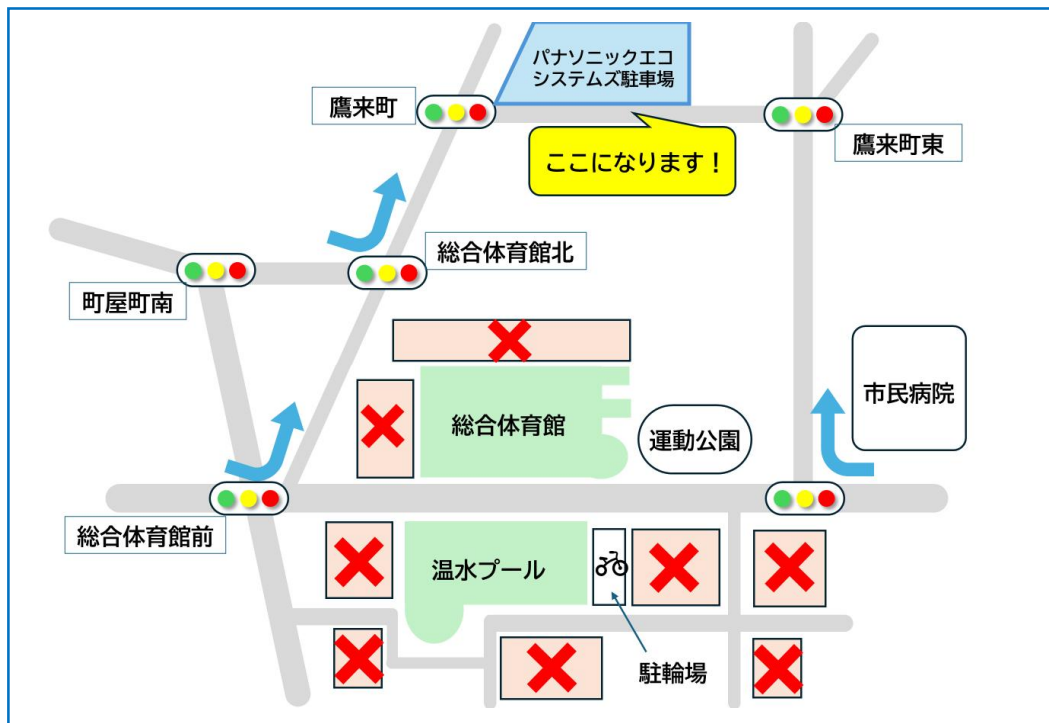 パナソニックエコ
システムズ駐車場
鷹来町
鷹来町東
ここになります！
総合体育館北
町屋町南
市民病院
総合体育館
運動公園
総合体育館前
温水プール
駐輪場